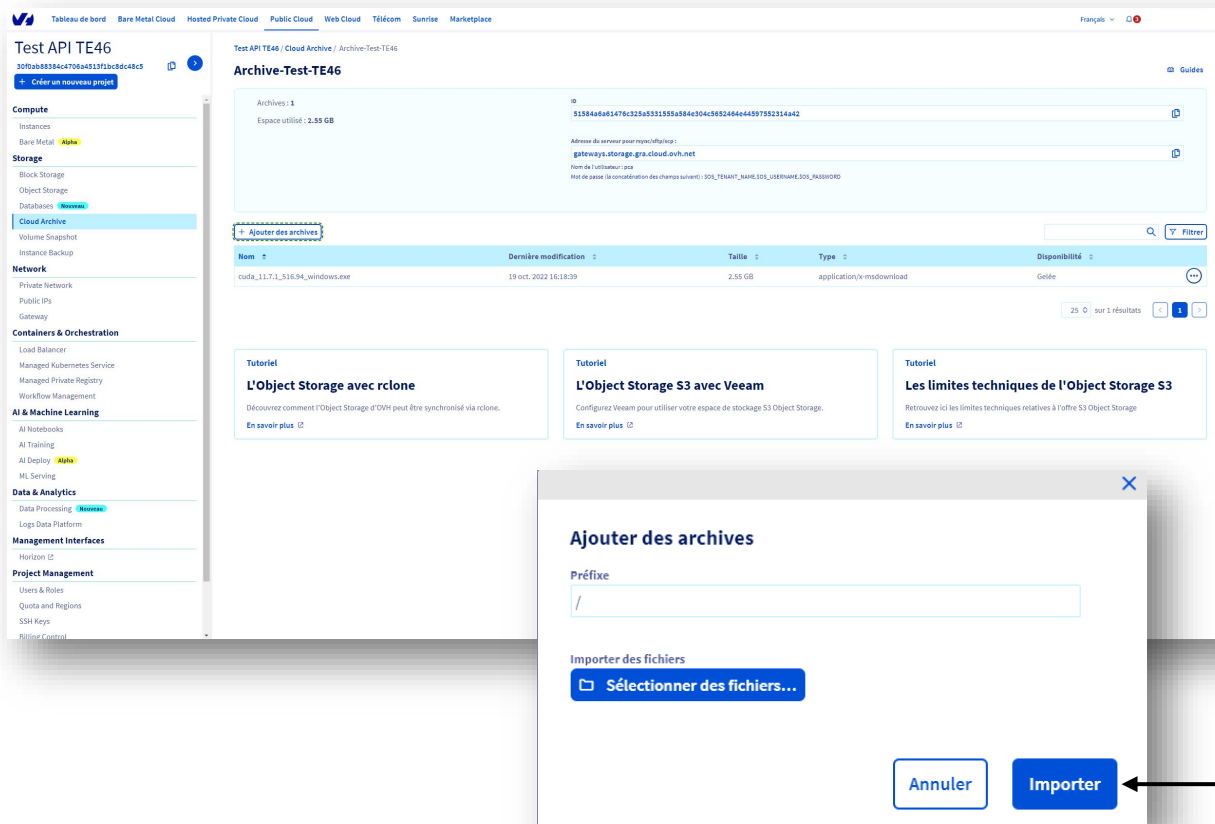 Tableau de bord Bare Metal Cloud Hosted Private Cloud Public Cloud Web Cloud Télécom Sunrise Marketplace Français 3
Test API TE46
30f0ab88384c4706a4513f1bc8dc48c5
+ Créer un nouveau projet
Compute
Instances
Bare Metal Alpha
Storage
Block Storage
Object Storage
Databases Nouveau
Cloud Archive
Volume Snapshot
Instance Backup
Network
Private Network
Public IPs
Gateway
Containers & Orchestration
Load Balancer
Managed Kubernetes Service
Managed Private Registry
Workflow Management
AI & Machine Learning
AI Notebooks
AI Training
AI Deploy Alpha
ML Serving
Data & Analytics
Data Processing Nouveau
Logs Data Platform
Management Interfaces
Horizon
Project Management
Users & Roles
Quota and Regions
SSH Keys
Billing Control
Test API TE46 / Cloud Archive / Archive-Test-TE46
Archive-Test-TE46
Guides
Archives : 1
Espace utilisé : 2.55 GB
ID
51584a6a61476c325a5331555a584e304c5652464e44597552314a42
Adresse du serveur pour rsync/sftp/scp :
gateways.storage.gra.cloud.ovh.net
Nom de l'utilisateur : pca
Mot de passe (la concaténation des champs suivant) : $OS_TENANT_NAME.$OS_USERNAME.$OS_PASSWORD
+ Ajouter des archives
Filtrer
Nom Dernière modification Taille Type Disponibilité
cuda_11.7.1_516.94_windows.exe 19 oct. 2022 16:18:39 2.55 GB application/x-msdownload Gelée
25 sur 1 résultats 1
Tutoriel
L'Object Storage avec rclone
Découvrez comment l'Object Storage d'OVH peut être synchronisé via rclone.
En savoir plus
Tutoriel
L'Object Storage S3 avec Veeam
Configurez Veeam pour utiliser votre espace de stockage S3 Object Storage.
En savoir plus
Tutoriel
Les limites techniques de l'Object Storage S3
Retrouvez ici les limites techniques relatives à l'offre S3 Object Storage
En savoir plus
Ajouter des archives
Préfixe
/
Importer des fichiers
Sélectionner des fichiers...
Annuler Importer